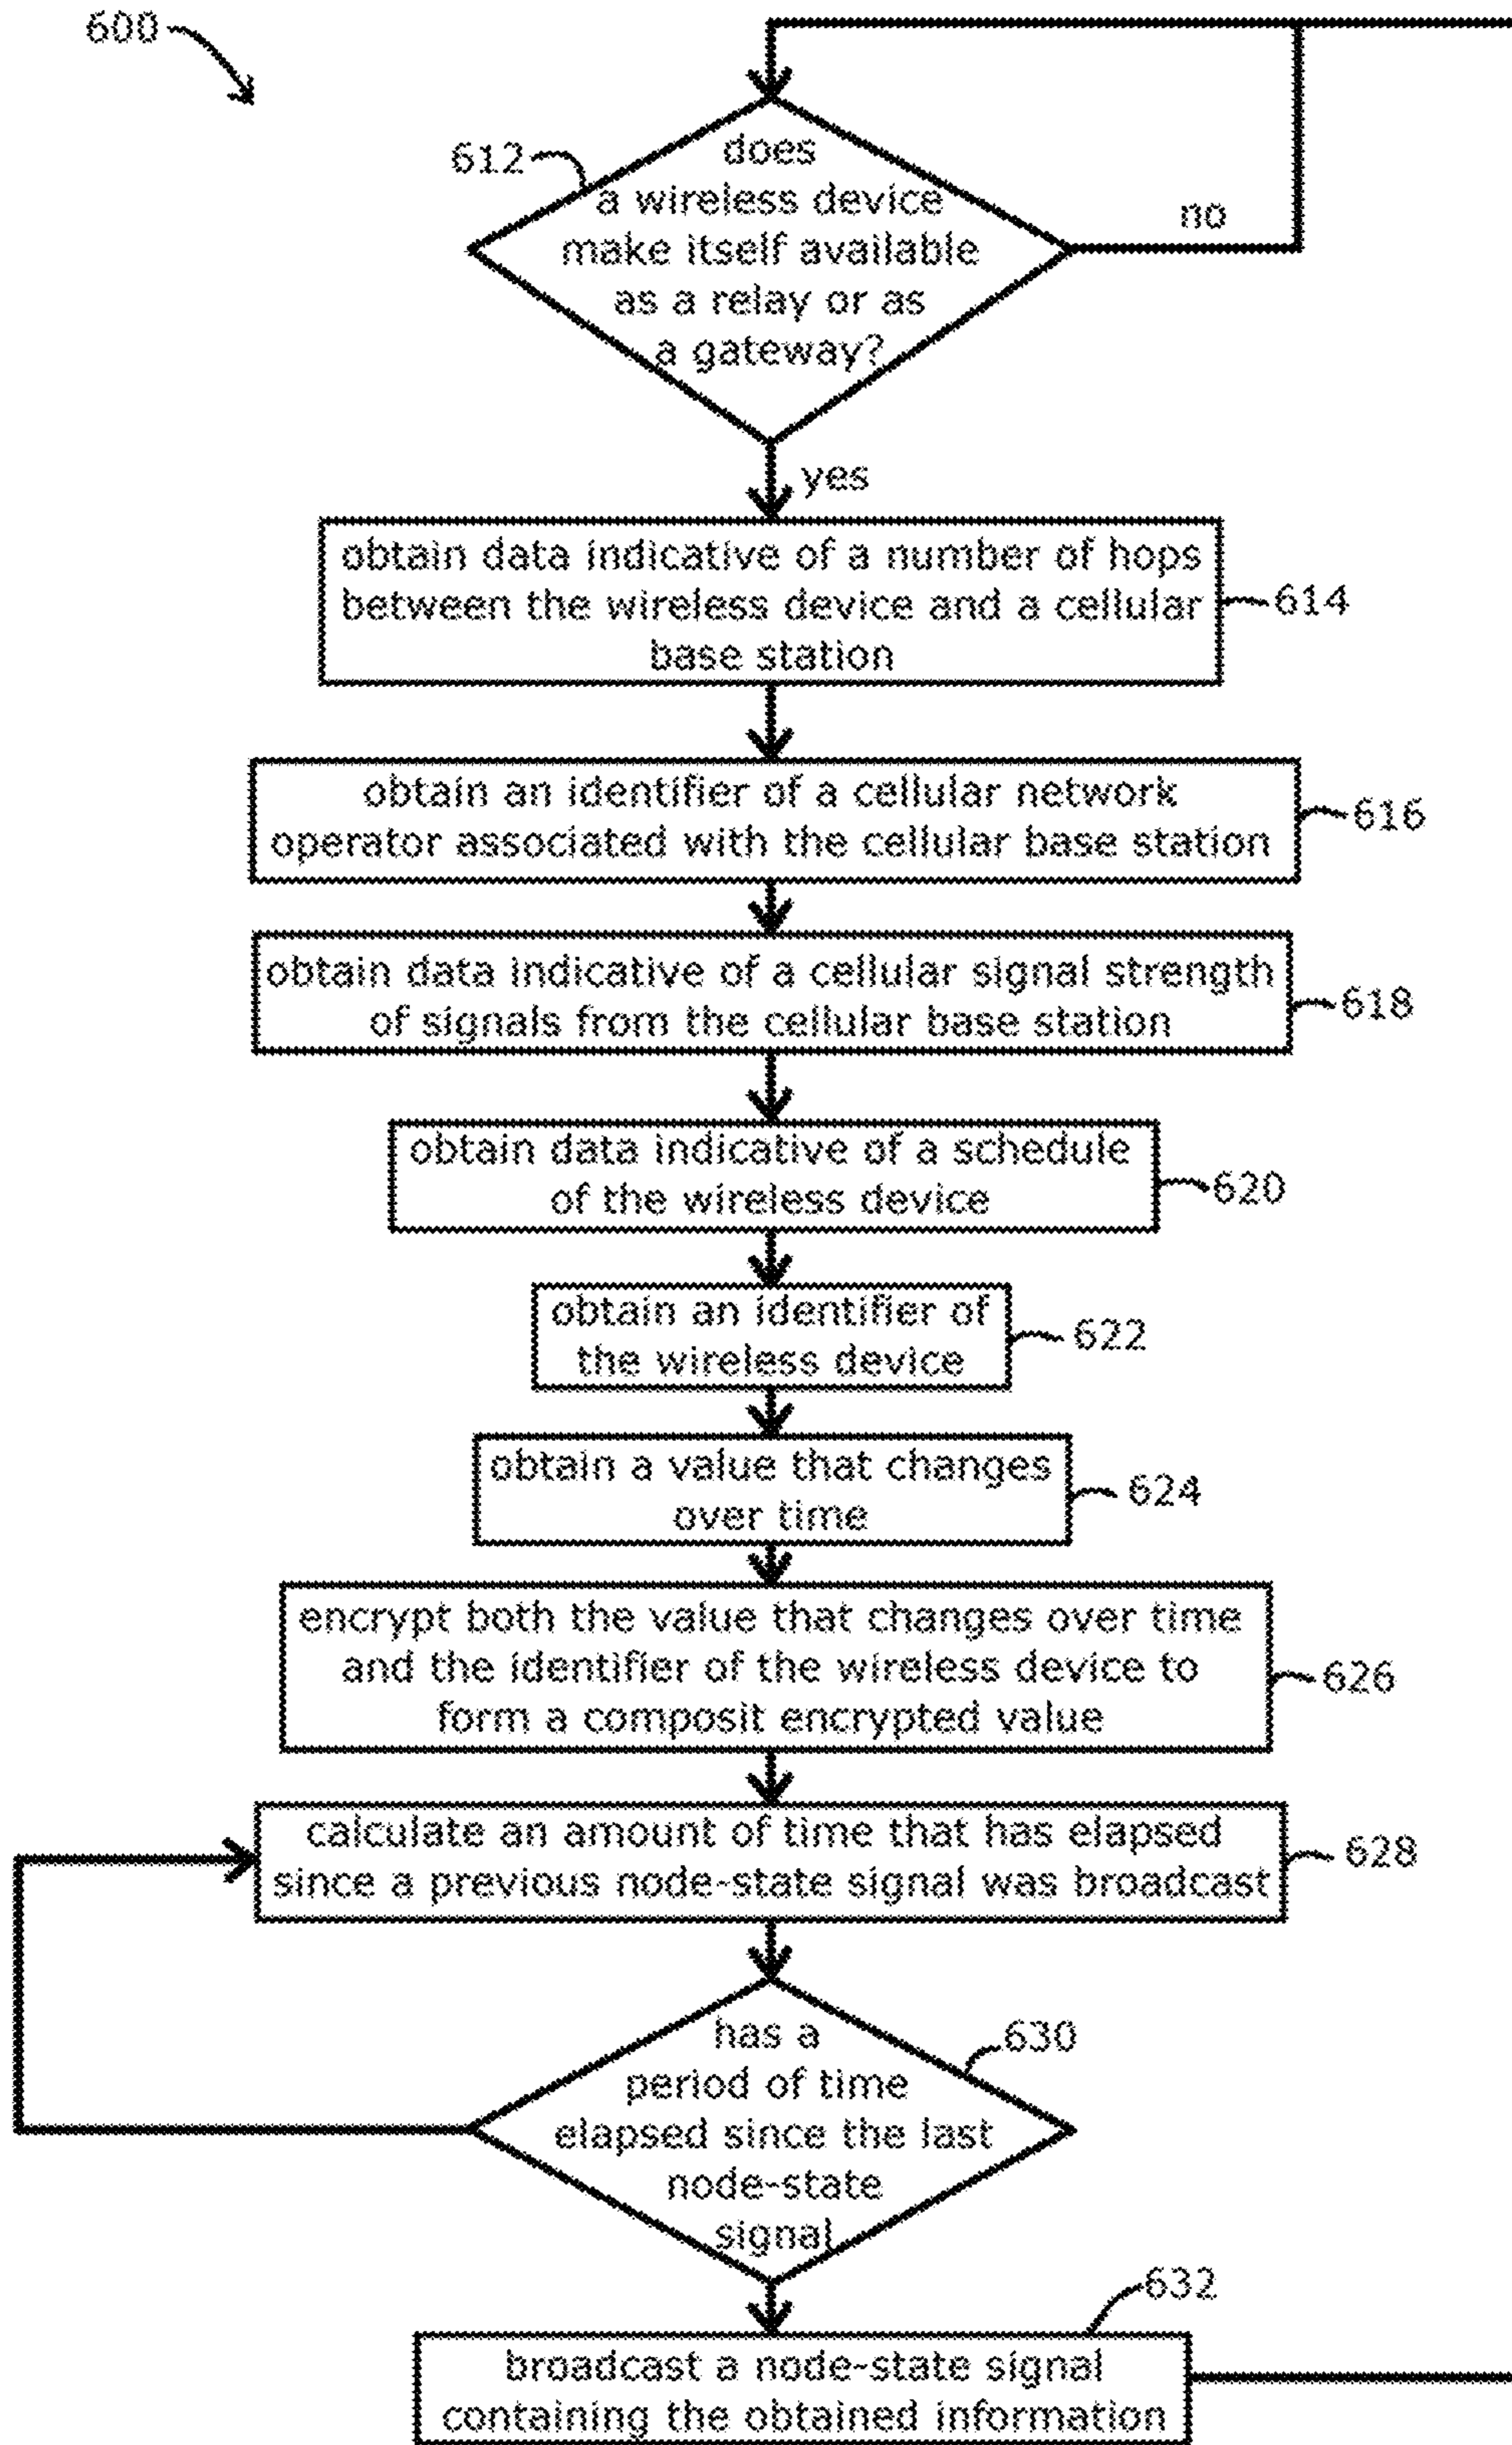 600
612
does
a wireless device
make itself available
as a relay or as
a gateway?
no
yes
obtain data indicative of a number of hops
between the wireless device and a cellular
base station
614
obtain an identifier of a cellular network
operator associated with the cellular base station
616
obtain data indicative of a cellular signal strength
of signals from the cellular base station
618
obtain data indicative of a schedule
of the wireless device
620
obtain an identifier of
the wireless device
622
obtain a value that changes
over time
624
encrypt both the value that changes over time
and the identifier of the wireless device to
form a composit encrypted value
626
calculate an amount of time that has elapsed
since a previous node-state signal was broadcast
628
has a
period of time
elapsed since the last
node-state
signal
630
632
broadcast a node-state signal
containing the obtained information